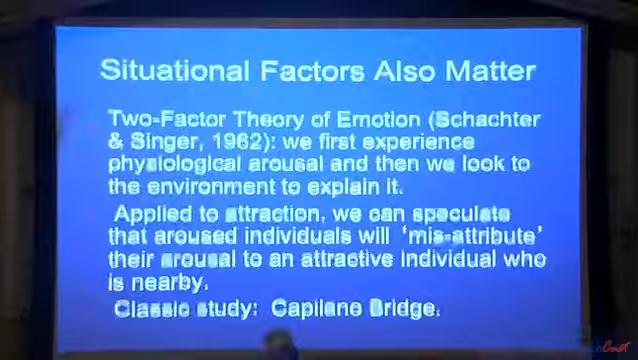 Situational Factors Also Matter
Two-Factor Theory of Emotion (Schachter
& Singer, 1962): we first experience
physiological arousal and then we look to
the environment to explain it.
Applied to attraction, we can speculate
that aroused individuals will 'mis-attribute'
their arousal to an attractive individual who
is nearby.
Classic study: Capilano Bridge.